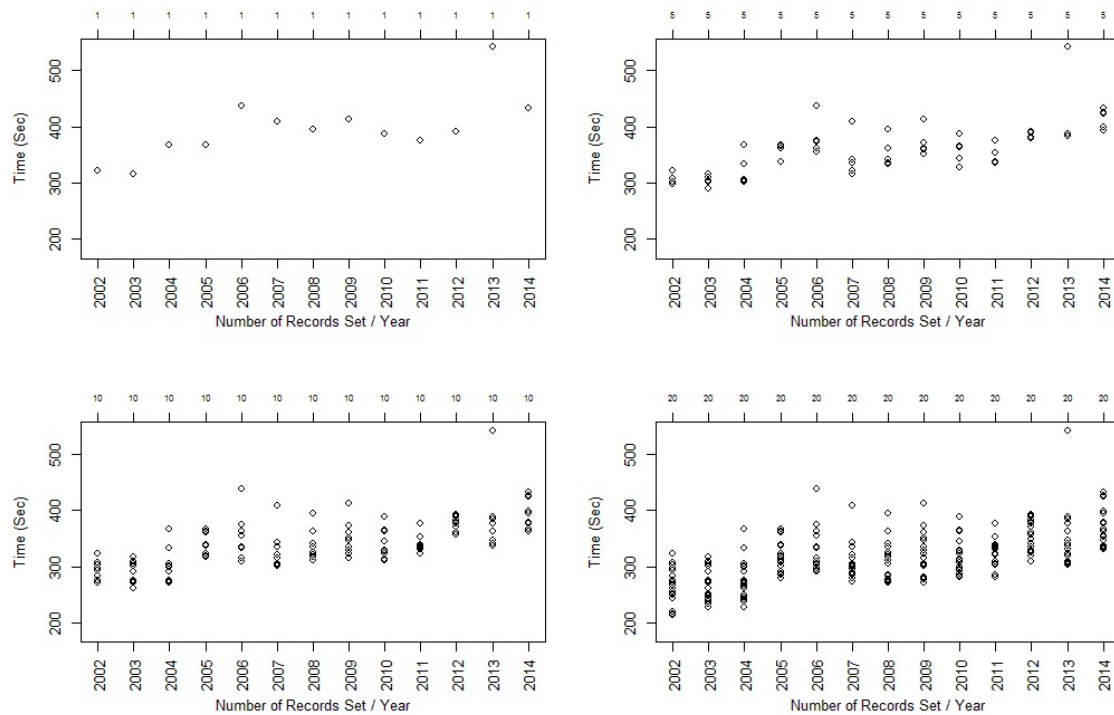 1 1 1 1 1 1 1 1 1 1 1 1 1
500
400
300
200
Time (Sec)
2002 2003 2004 2005 2006 2007 2008 2009 2010 2011 2012 2013 2014
Number of Records Set / Year
5 5 5 5 5 5 5 5 5 5 5 5 5
500
400
300
200
Time (Sec)
2002 2003 2004 2005 2006 2007 2008 2009 2010 2011 2012 2013 2014
Number of Records Set / Year
10 10 10 10 10 10 10 10 10 10 10 10 10
500
400
300
200
Time (Sec)
2002 2003 2004 2005 2006 2007 2008 2009 2010 2011 2012 2013 2014
Number of Records Set / Year
20 20 20 20 20 20 20 20 20 20 20 20 20
500
400
300
200
Time (Sec)
2002 2003 2004 2005 2006 2007 2008 2009 2010 2011 2012 2013 2014
Number of Records Set / Year